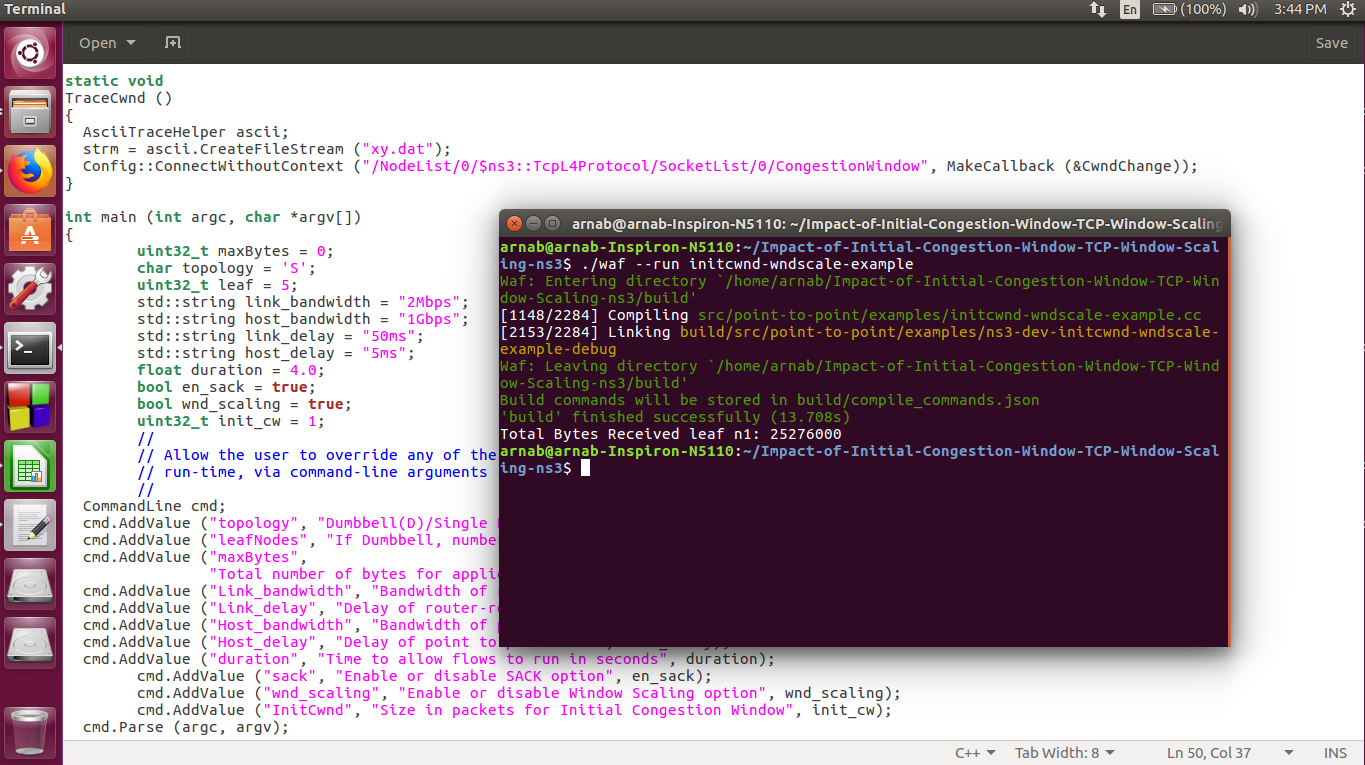 Terminal
En
(100%)
3:44 PM
Open
Save
static void
TraceCwnd ()
{
AsciiTraceHelper ascii;
strm = ascii.CreateFileStream ("xy.dat");
Config::ConnectWithoutContext ("/NodeList/0/$ns3::TcpL4Protocol/SocketList/0/CongestionWindow", MakeCallback (&CwndChange));
}
int main (int argc, char *argv[])
{
uint32_t maxBytes = 0;
char topology = 'S';
uint32_t leaf = 5;
std::string link_bandwidth = "2Mbps";
std::string host_bandwidth = "1Gbps";
std::string link_delay = "50ms";
std::string host_delay = "5ms";
float duration = 4.0;
bool en_sack = true;
bool wnd_scaling = true;
uint32_t init_cw = 1;
//
// Allow the user to override any of the
// run-time, via command-line arguments
//
CommandLine cmd;
cmd.AddValue ("topology", "Dumbbell(D)/Single
cmd.AddValue ("leafNodes", "If Dumbbell, numbe
cmd.AddValue ("maxBytes",
"Total number of bytes for appli
cmd.AddValue ("Link_bandwidth", "Bandwidth of
cmd.AddValue ("Link_delay", "Delay of router-r
cmd.AddValue ("Host_bandwidth", "Bandwidth of
cmd.AddValue ("Host_delay", "Delay of point to
cmd.AddValue ("duration", "Time to allow flows to run in seconds", duration);
cmd.AddValue ("sack", "Enable or disable SACK option", en_sack);
cmd.AddValue ("wnd_scaling", "Enable or disable Window Scaling option", wnd_scaling);
cmd.AddValue ("InitCwnd", "Size in packets for Initial Congestion Window", init_cw);
cmd.Parse (argc, argv);
arnab@arnab-Inspiron-N5110: ~/Impact-of-Initial-Congestion-Window-TCP-Window-Scaling
arnab@arnab-Inspiron-N5110:~/Impact-of-Initial-Congestion-Window-TCP-Window-Scal
ing-ns3$ ./waf --run initcwnd-wndscale-example
Waf: Entering directory `/home/arnab/Impact-of-Initial-Congestion-Window-TCP-Win
dow-Scaling-ns3/build'
[1148/2284] Compiling src/point-to-point/examples/initcwnd-wndscale-example.cc
[2153/2284] Linking build/src/point-to-point/examples/ns3-dev-initcwnd-wndscale-
example-debug
Waf: Leaving directory `/home/arnab/Impact-of-Initial-Congestion-Window-TCP-Wind
ow-Scaling-ns3/build'
Build commands will be stored in build/compile_commands.json
'build' finished successfully (13.708s)
Total Bytes Received leaf n1: 25276000
arnab@arnab-Inspiron-N5110:~/Impact-of-Initial-Congestion-Window-TCP-Window-Scal
ing-ns3$
C++
Tab Width: 8
Ln 50, Col 37
INS